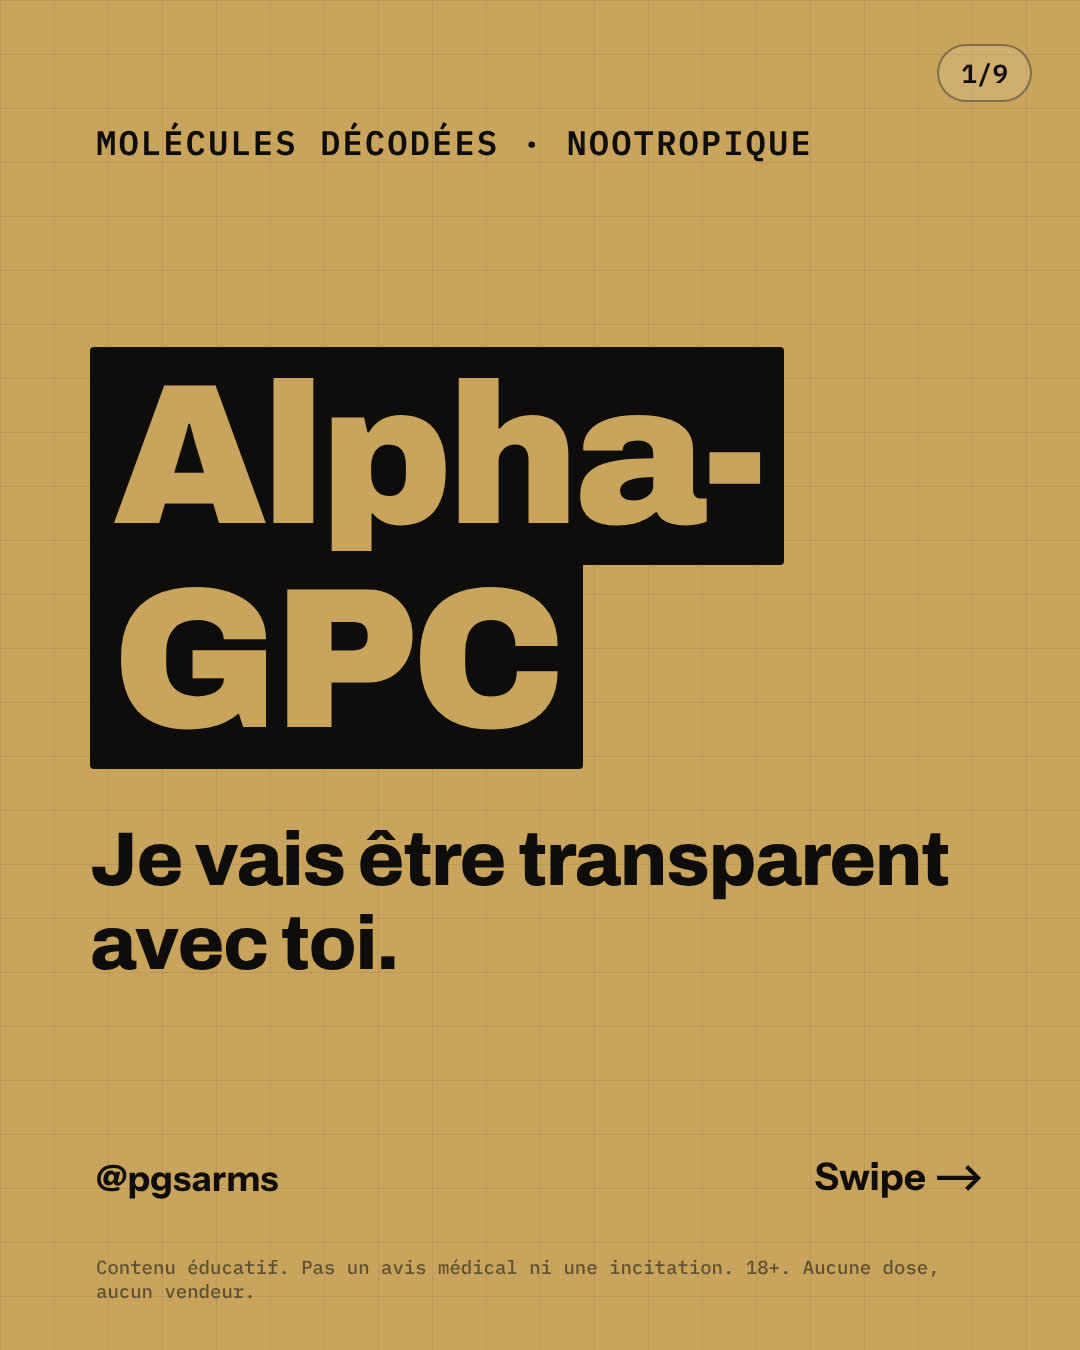 1/9
MOLÉCULES DÉCODÉES · NOOTROPIQUE
Alpha-
GPC
Je vais être transparent
avec toi.
@pgsarms
Swipe →
Contenu éducatif. Pas un avis médical ni une incitation. 18+. Aucune dose,
aucun vendeur.